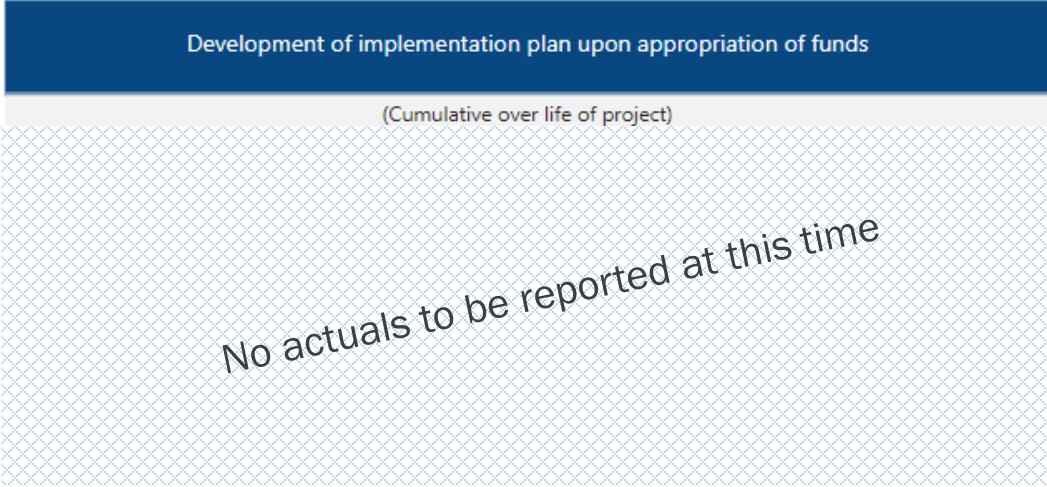 Development of implementation plan upon appropriation of funds
(Cumulative over life of project)
No actuals to be reported at this time